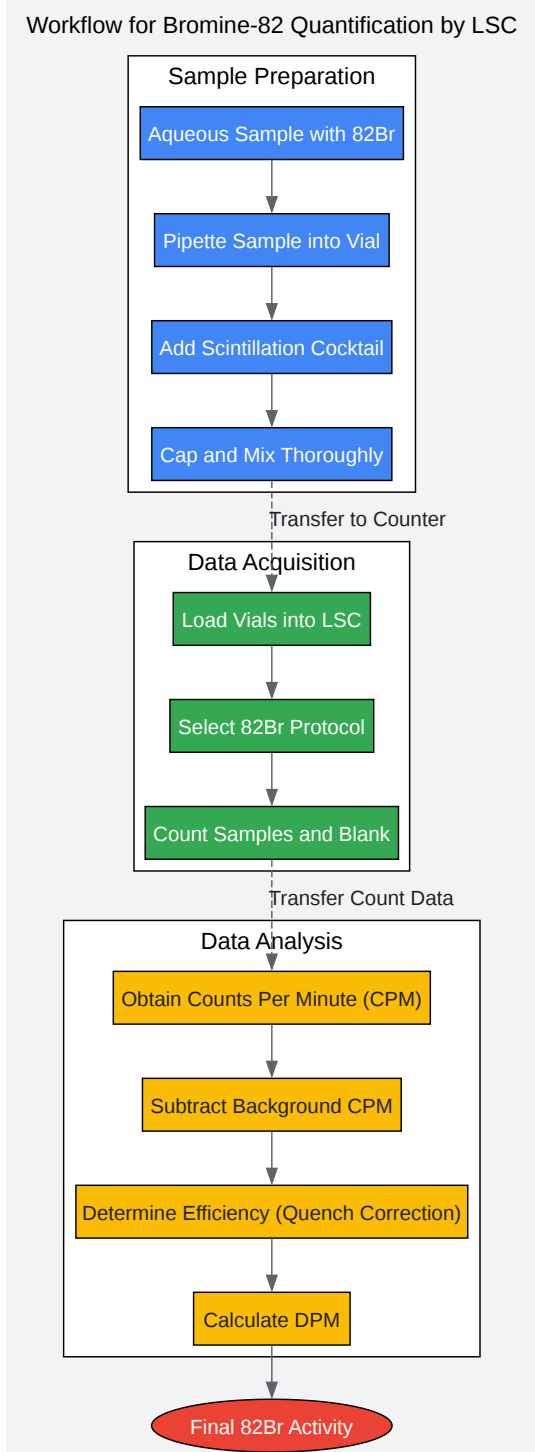 Workflow for Bromine-82 Quantification by LSC
Sample Preparation
Aqueous Sample with 82Br
Pipette Sample into Vial
Add Scintillation Cocktail
Cap and Mix Thoroughly
Transfer to Counter
Data Acquisition
Load Vials into LSC
Select 82Br Protocol
Count Samples and Blank
Transfer Count Data
Data Analysis
Obtain Counts Per Minute (CPM)
Subtract Background CPM
Determine Efficiency (Quench Correction)
Calculate DPM
Final 82Br Activity